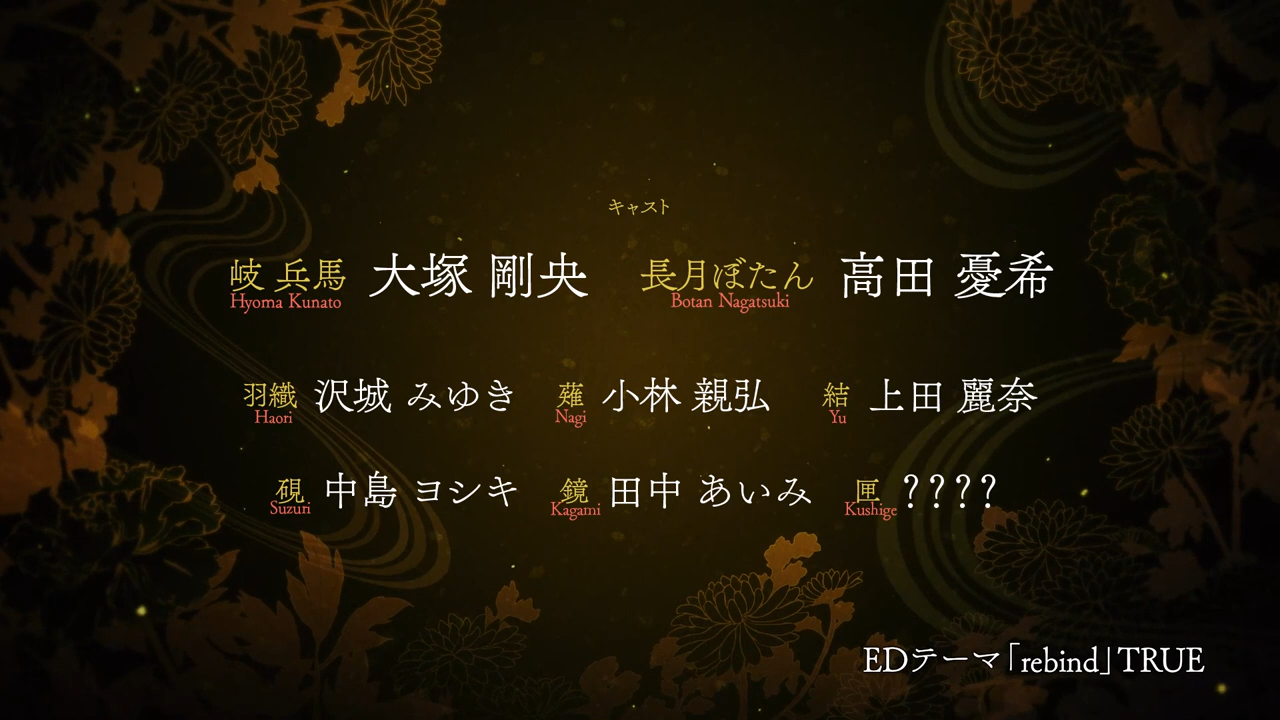 キャスト
岐 兵馬 大塚 剛央 長月ぼたん 高田 憂希
Hyoma Kunato Botan Nagatsuki
羽織 沢城 みゆき 薙 小林 親弘 結 上田 麗奈
Haori Nagi Yu
硯 中島 ヨシキ 鏡 田中 あいみ 匣 ????
Suzuri Kagami Kushige
EDテーマ「rebind」TRUE